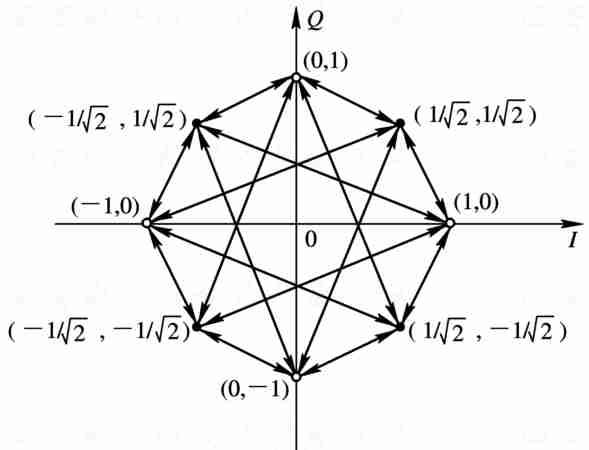 Q
(0,1)
(－1/√2 , 1/√2)
(1/√2 ,1/√2)
(－1,0)
(1,0)
0
I
(－1/√2 , －1/√2)
(1/√2 , －1/√2)
(0,－1)